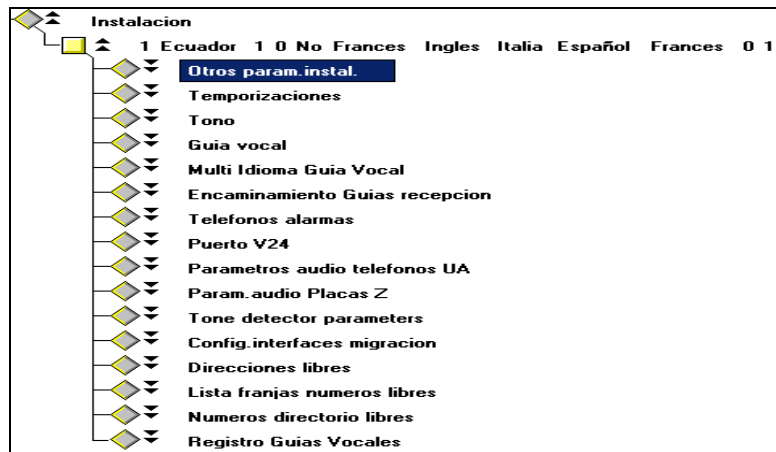 Instalacion
1 Ecuador 1 0 No Frances Ingles Italia Español Frances 0 1
Otros param.instal.
Temporizaciones
Tono
Guia vocal
Multi Idioma Guia Vocal
Encaminamiento Guias recepcion
Telefonos alarmas
Puerto V24
Parametros audio telefonos UA
Param.audio Placas Z
Tone detector parameters
Config.interfaces migracion
Direcciones libres
Lista franjas numeros libres
Numeros directorio libres
Registro Guias Vocales